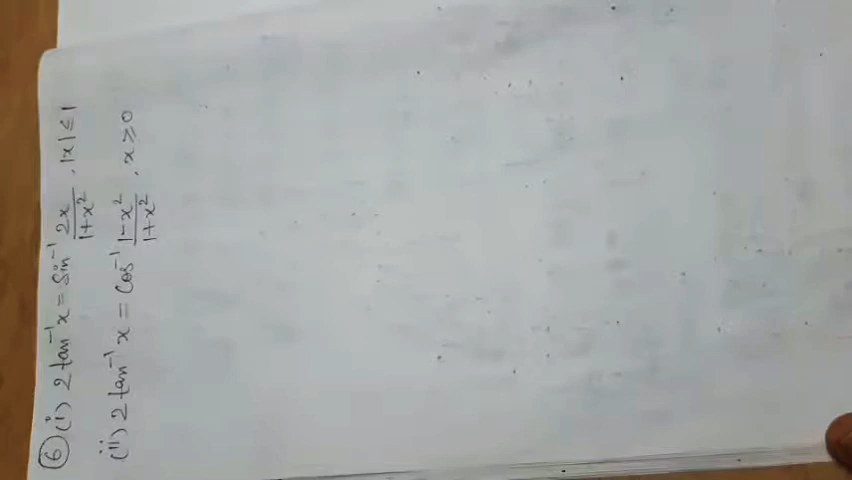 ⑥ (i) 2 tan⁻¹ x = Sin⁻¹ 2x/(1+x²) , |x| ≤ 1
(ii) 2 tan⁻¹ x = Cos⁻¹ (1-x²)/(1+x²) , x ≥ 0